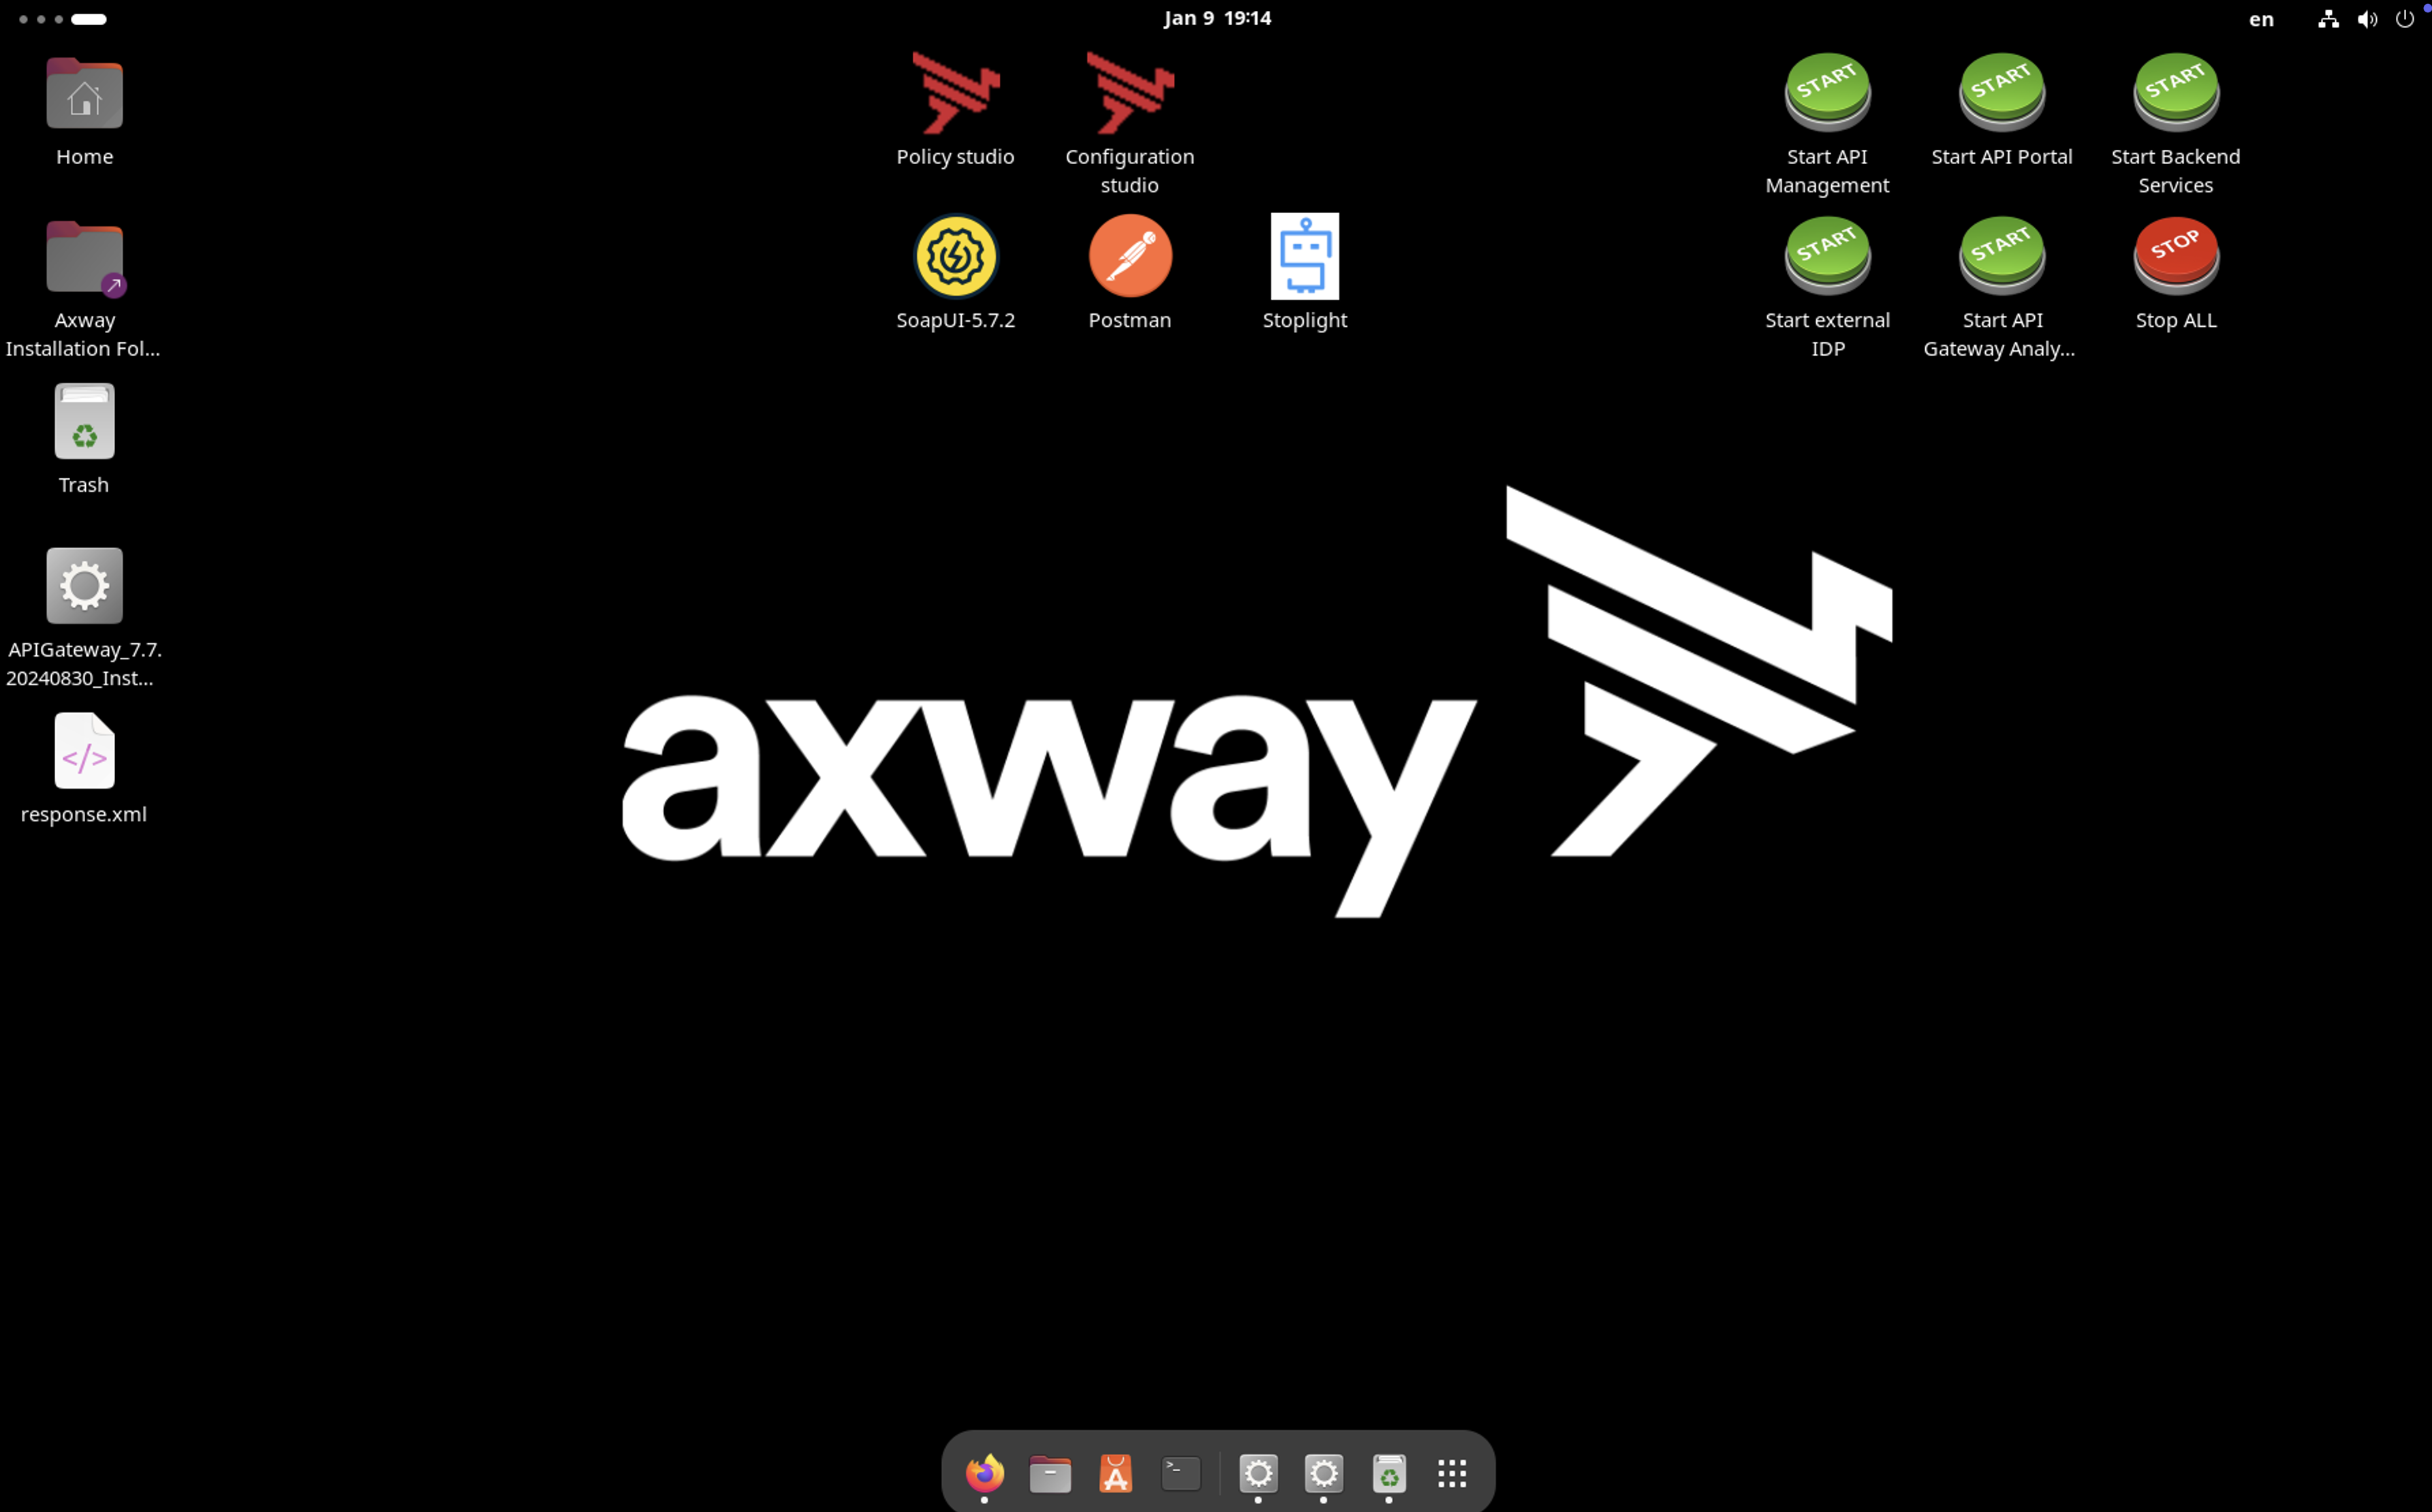 Jan 9 19:14
en
Home
Policy studio
Configuration
studio
START
Start API
Management
START
Start API Portal
START
Start Backend
Services
Axway
Installation Fol...
SoapUI-5.7.2
Postman
Stoplight
START
Start external
IDP
START
Start API
Gateway Analy...
STOP
Stop ALL
Trash
APIGateway_7.7.
20240830_Inst...
</>
response.xml
axway
>_
A